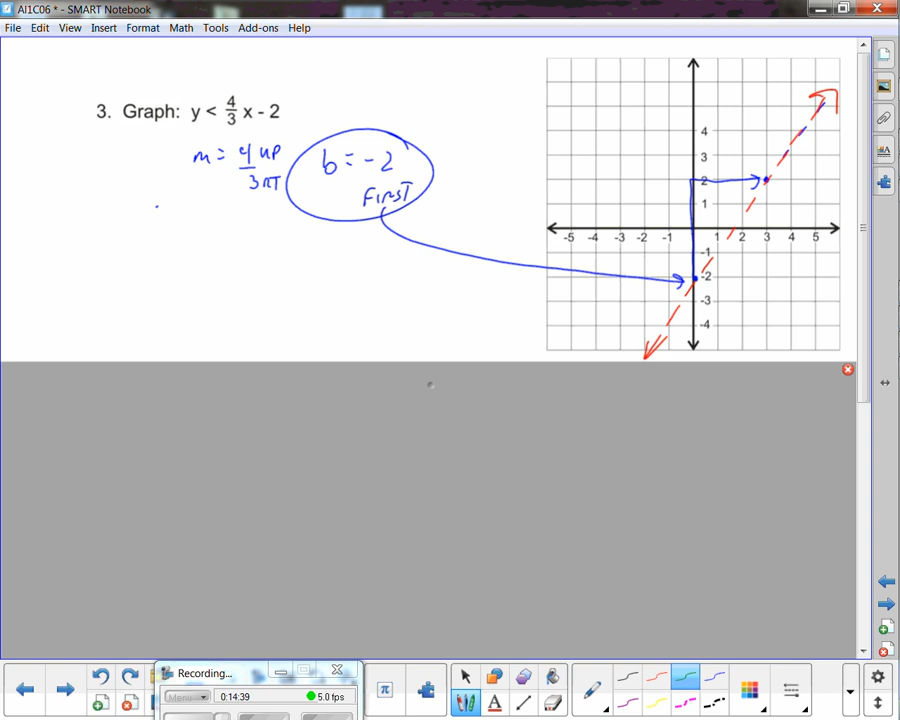 AI1C06 * - SMART Notebook
File Edit View Insert Format Math Tools Add-ons Help
3. Graph: y < 4/3 x - 2
m = 4 UP
3 RT
b = -2
FIRST
4
3
2
1
-5 -4 -3 -2 -1 1 2 3 4 5
-1
-2
-3
-4
π
A
Recording...
Menu
0:14:39
5.0 fps